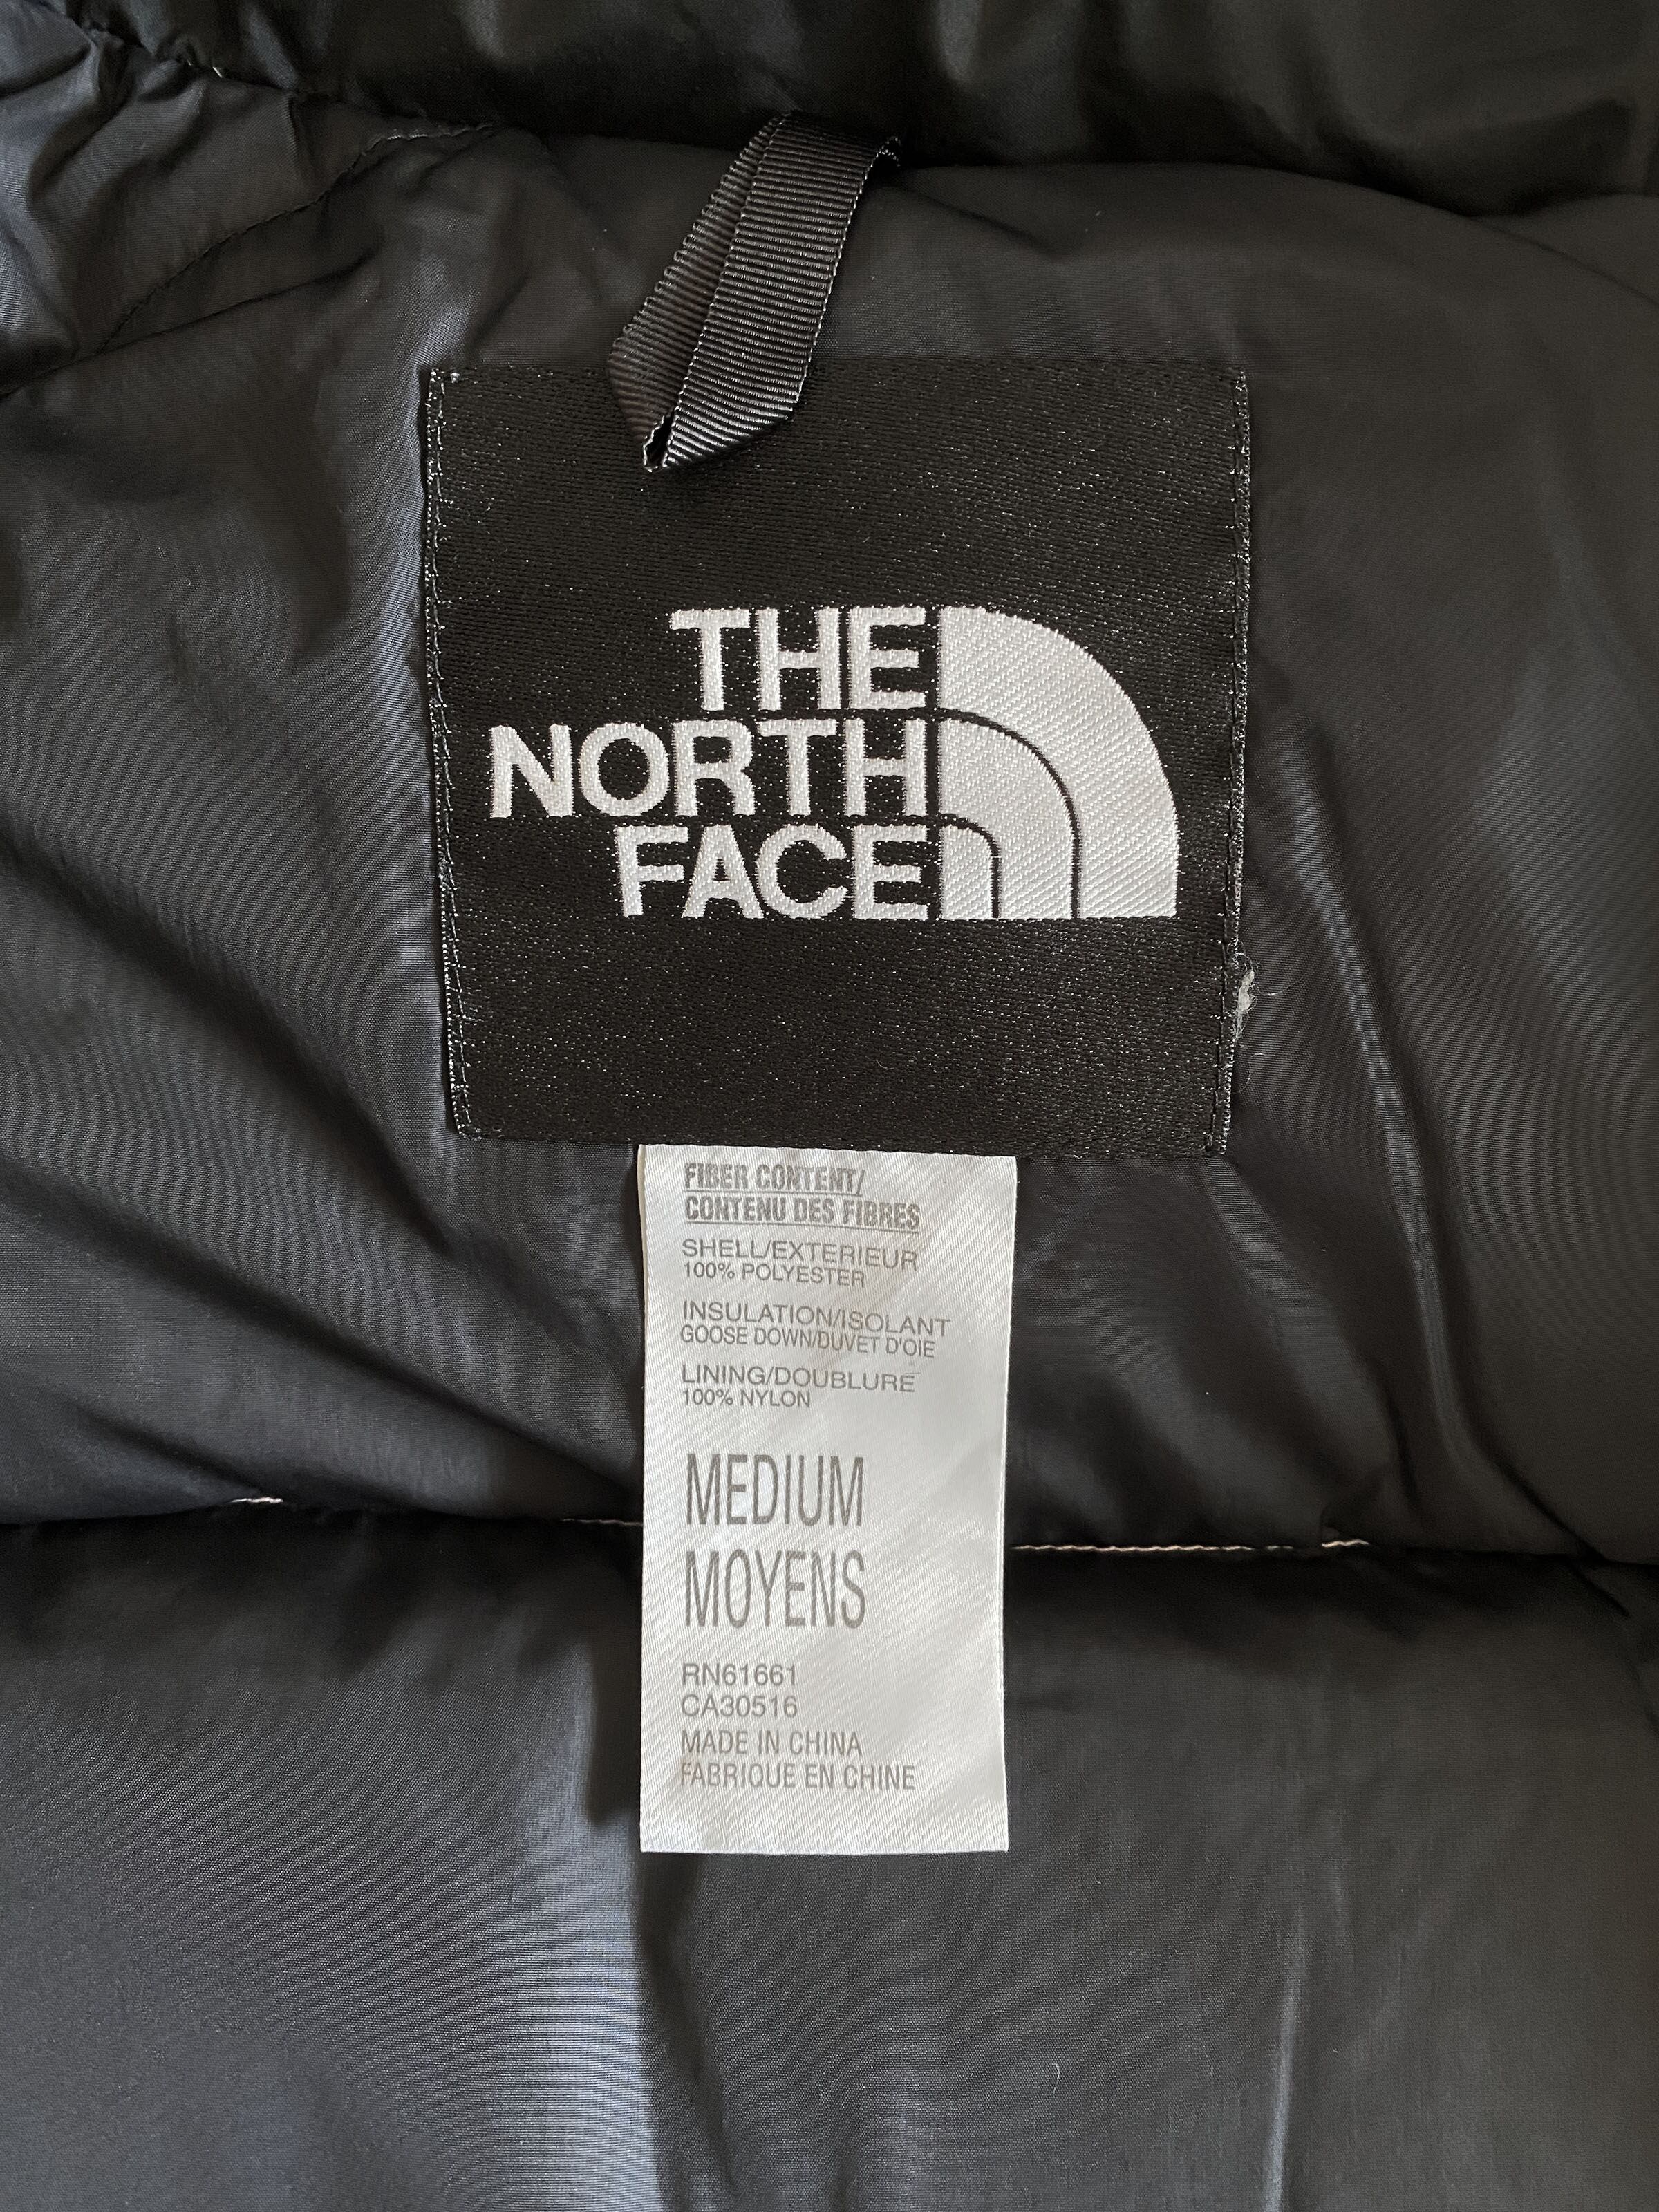 THE
NORTH
FACE
FIBER CONTENT/
CONTENU DES FIBRES
SHELL/EXTERIEUR
100% POLYESTER
INSULATION/ISOLANT
GOOSE DOWN/DUVET D'OIE
LINING/DOUBLURE
100% NYLON
MEDIUM
MOYENS
RN61661
CA30516
MADE IN CHINA
FABRIQUE EN CHINE